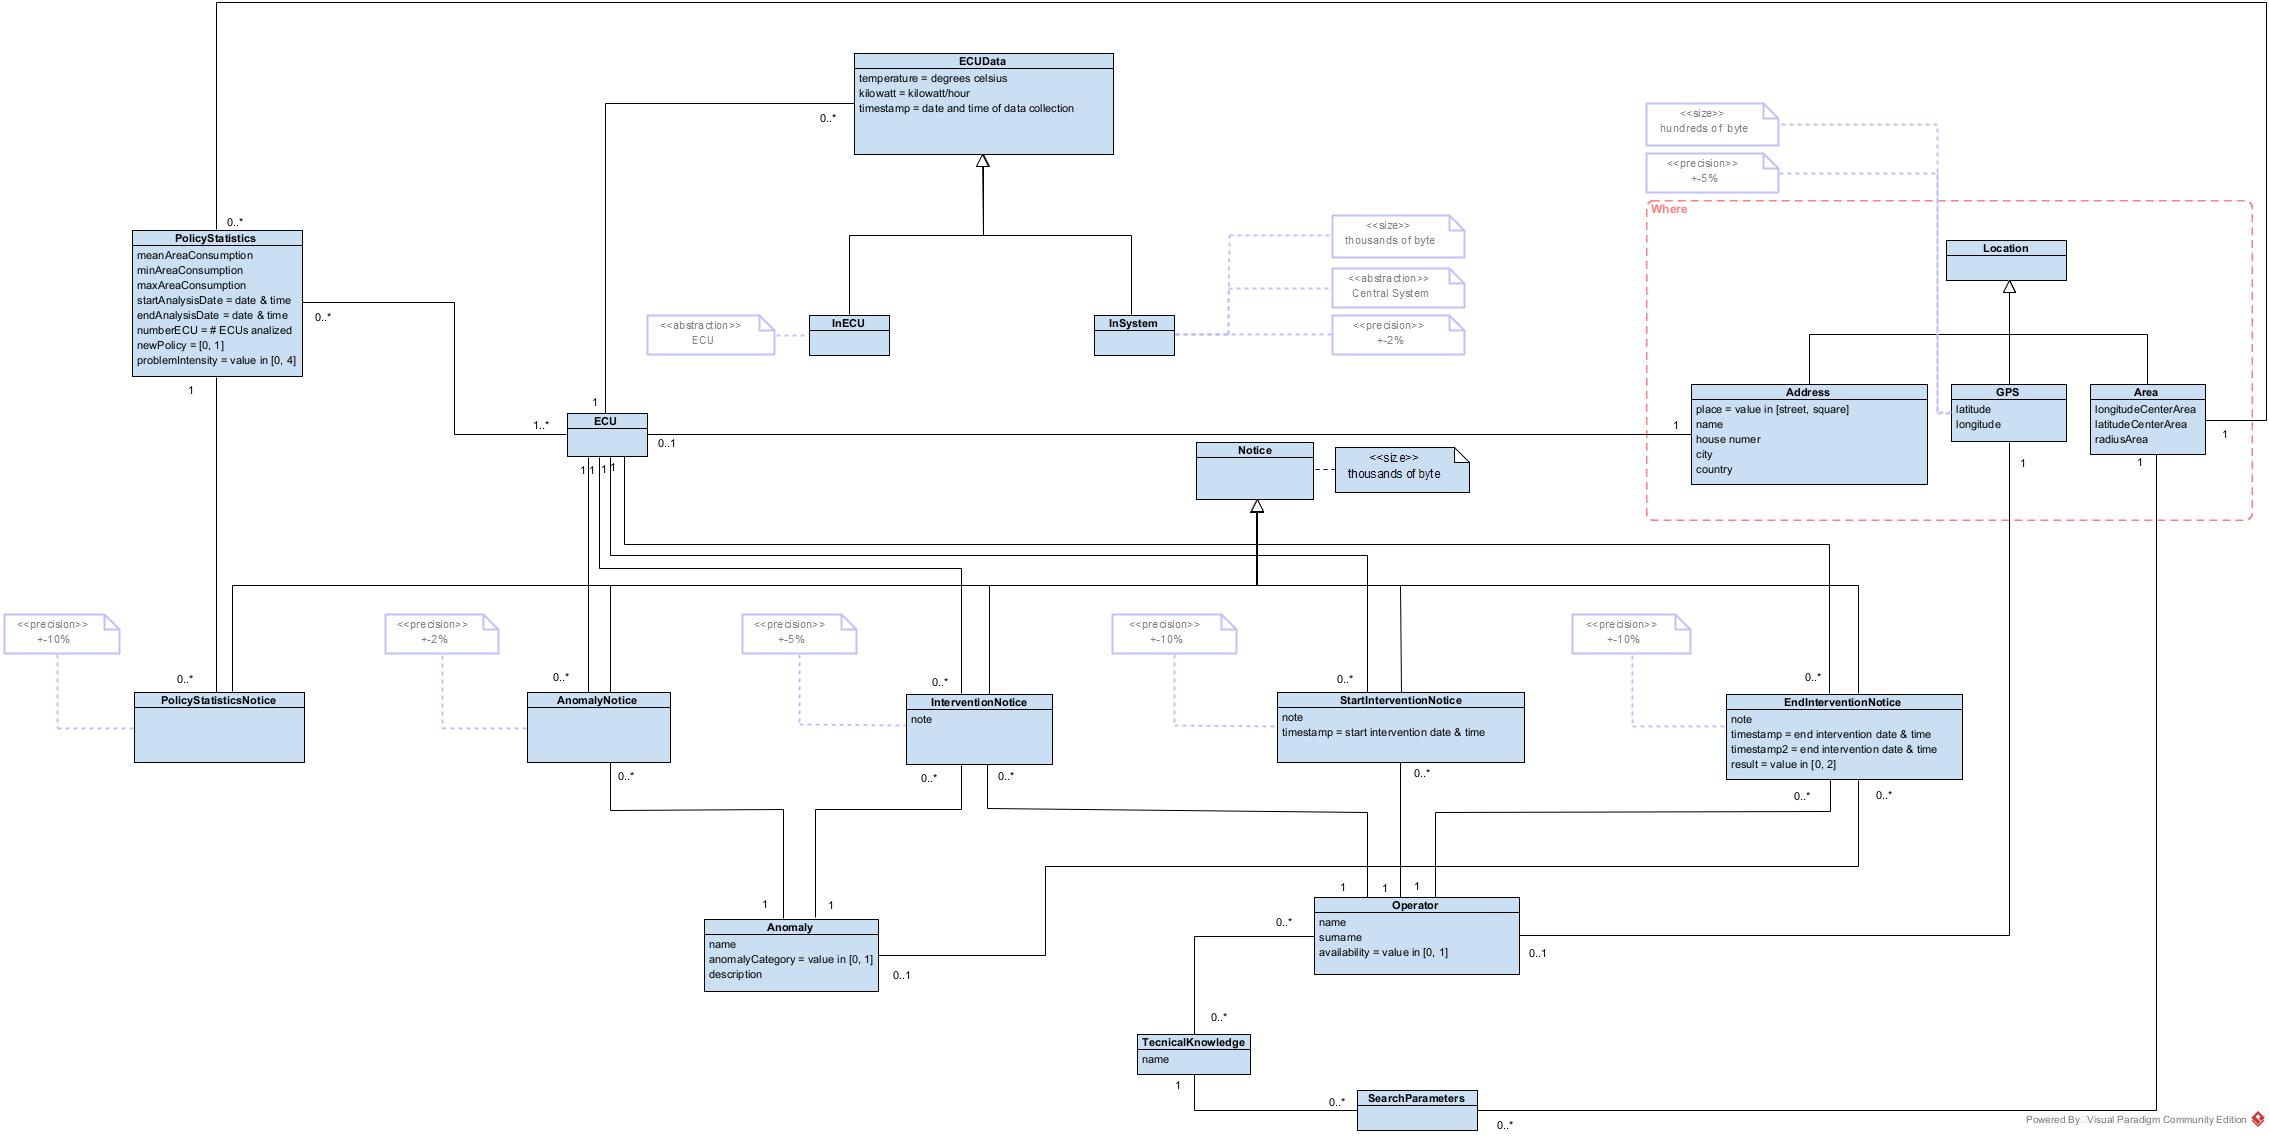 ECUData
temperature = degrees celsius
kilowatt = kilowatt/hour
timestamp = date and time of data collection
0..*
<<size>>
hundreds of byte
<<precision>>
+-5%
Where
0..*
PolicyStatistics
meanAreaConsumption
minAreaConsumption
maxAreaConsumption
startAnalysisDate = date & time
endAnalysisDate = date & time
numberECU = # ECUs analized
newPolicy = [0, 1]
problemIntensity = value in [0, 4]
0..*
1
<<size>>
thousands of byte
<<abstraction>>
Central System
<<precision>>
+-2%
Location
<<abstraction>>
ECU
InECU
InSystem
Address
place = value in [street, square]
name
house numer
city
country
GPS
latitude
longitude
Area
longitudeCenterArea
latitudeCenterArea
radiusArea
1
1..*
ECU
0..1
1
1
1
1
1
1
1
1
Notice
<<size>>
thousands of byte
<<precision>>
+-10%
<<precision>>
+-2%
<<precision>>
+-5%
<<precision>>
+-10%
<<precision>>
+-10%
0..*
0..*
0..*
0..*
0..*
PolicyStatisticsNotice
AnomalyNotice
InterventionNotice
note
StartInterventionNotice
note
timestamp = start intervention date & time
EndInterventionNotice
note
timestamp = end intervention date & time
timestamp2 = end intervention date & time
result = value in [0, 2]
0..*
0..*
0..*
0..*
0..*
0..*
1
1
1
1
1
Anomaly
name
anomalyCategory = value in [0, 1]
description
0..1
0..*
Operator
name
surname
availability = value in [0, 1]
0..1
0..*
TecnicalKnowledge
name
1
0..*
SearchParameters
0..*
Powered By Visual Paradigm Community Edition